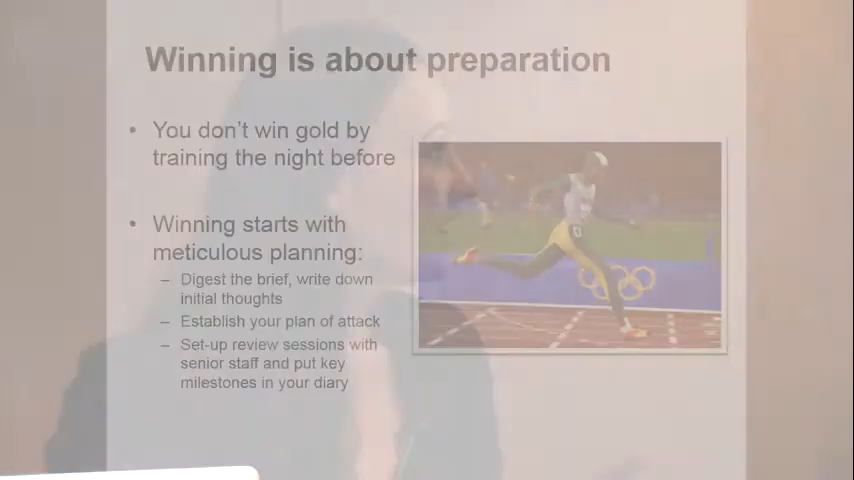 Winning is about preparation
• You don't win gold by
training the night before
• Winning starts with
meticulous planning:
– Digest the brief, write down
initial thoughts
– Establish your plan of attack
– Set-up review sessions with
senior staff and put key
milestones in your diary